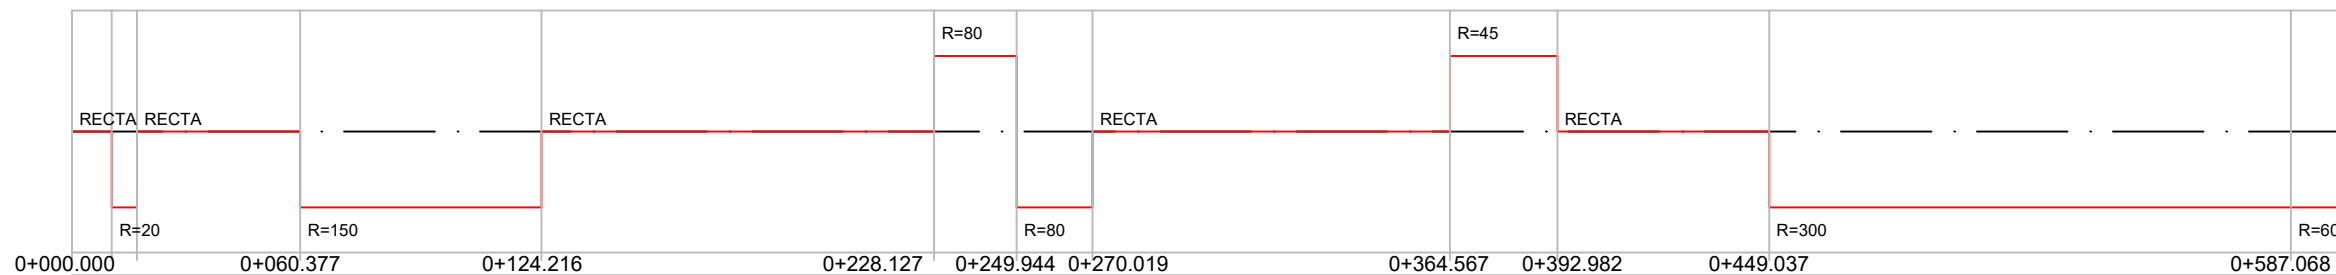 R=80
R=45
RECTA
RECTA
RECTA
RECTA
RECTA
R=20
R=150
R=80
R=300
R=60
0+000.000
0+060.377
0+124.216
0+228.127
0+249.944
0+270.019
0+364.567
0+392.982
0+449.037
0+587.068